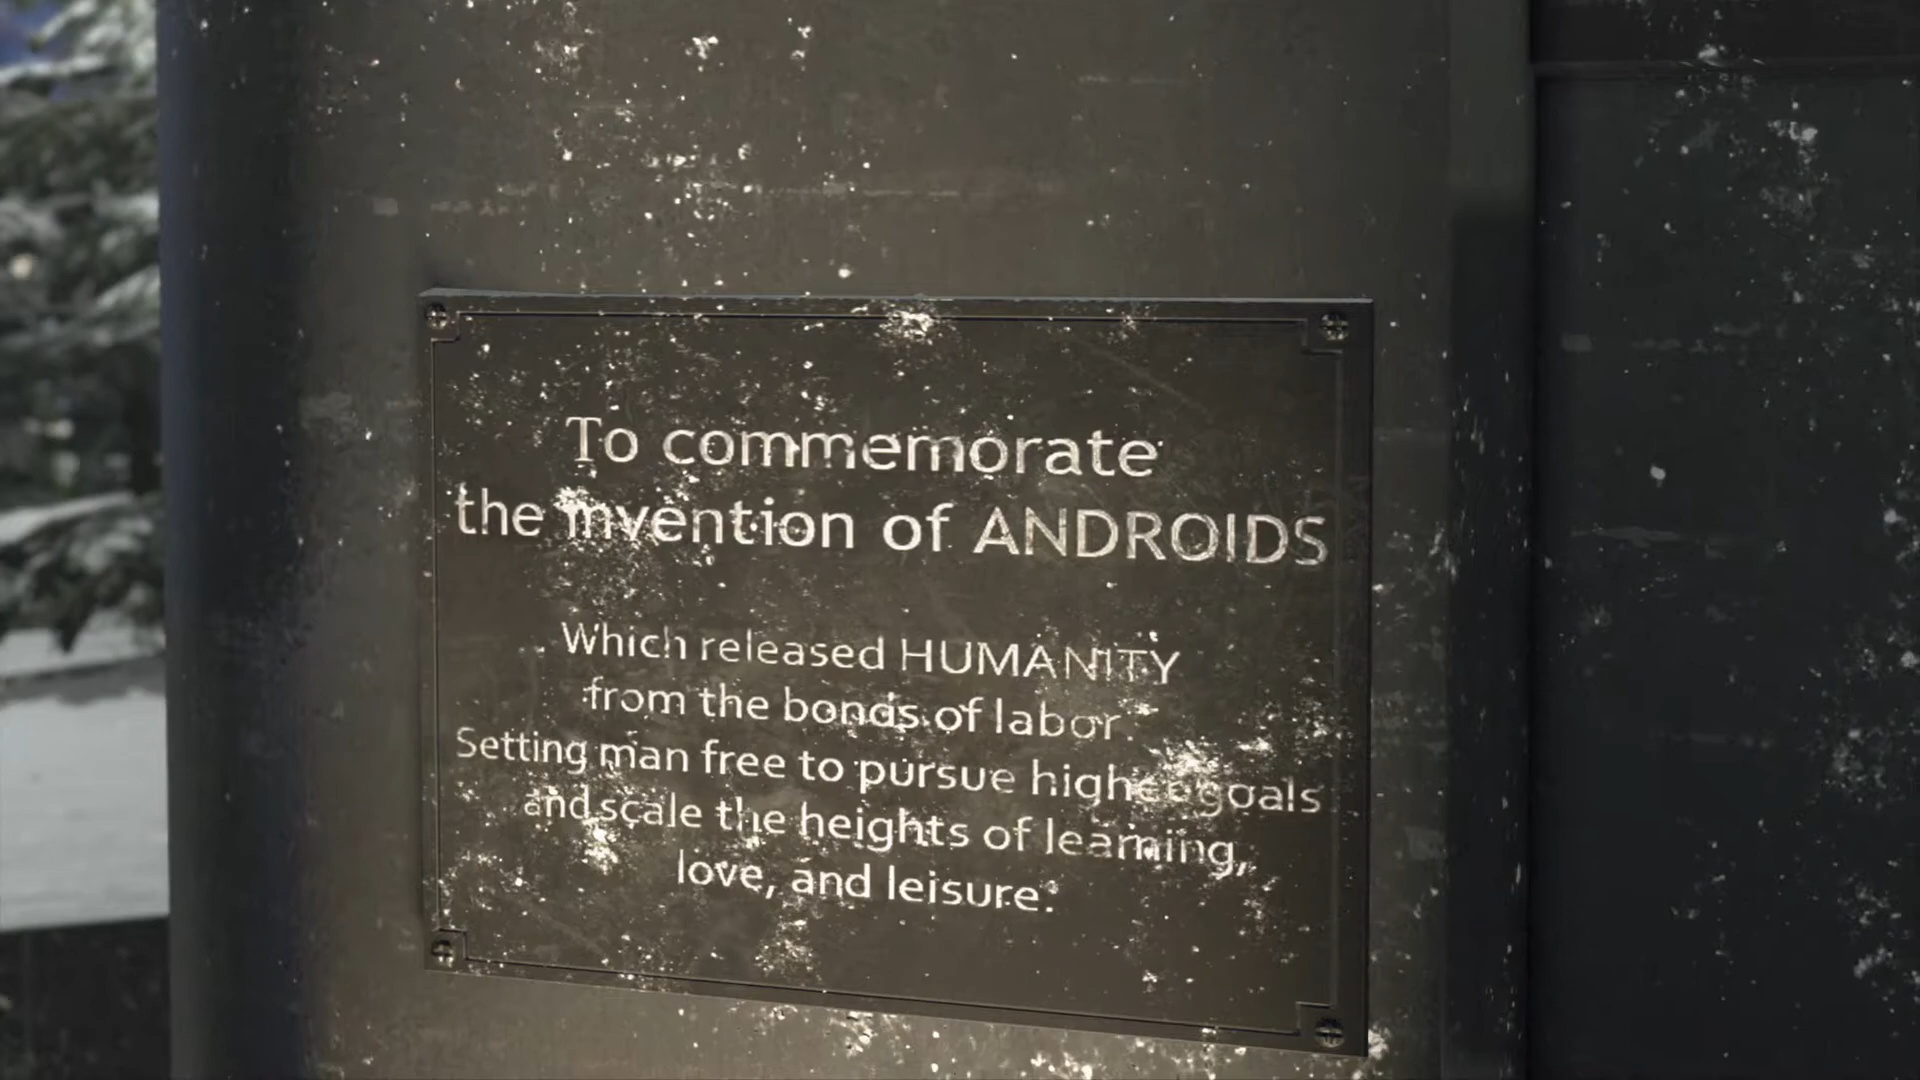 To commemorate
the invention of ANDROIDS
Which released HUMANITY
from the bonds of labor.
Setting man free to pursue higher goals
and scale the heights of learning,
love, and leisure.